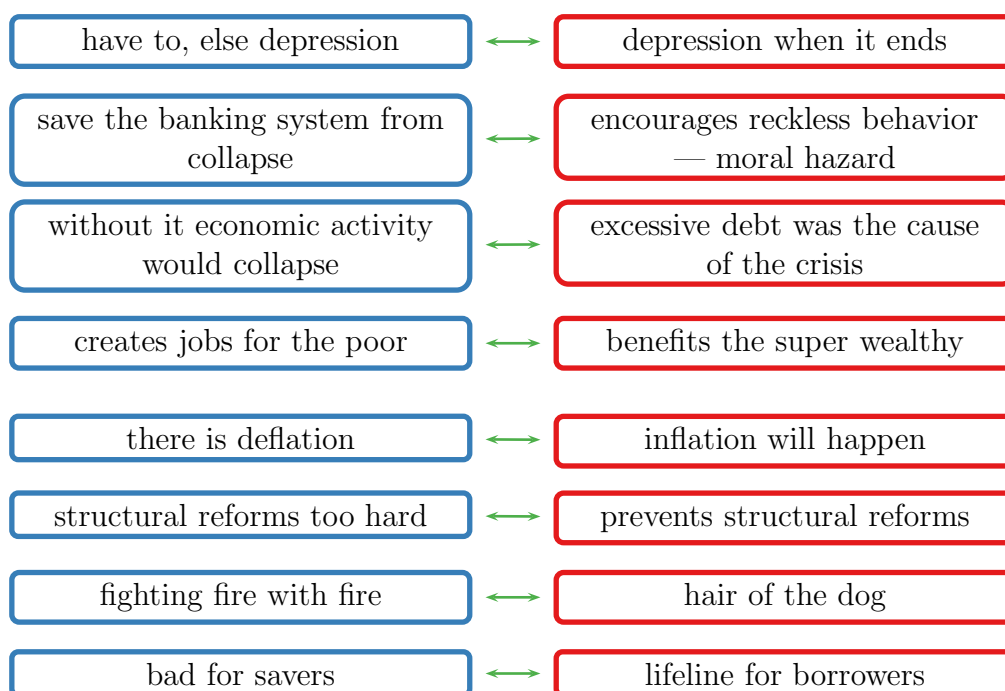 have to, else depression
depression when it ends
save the banking system from
collapse
encourages reckless behavior
— moral hazard
without it economic activity
would collapse
excessive debt was the cause
of the crisis
creates jobs for the poor
benefits the super wealthy
there is deflation
inflation will happen
structural reforms too hard
prevents structural reforms
fighting fire with fire
hair of the dog
bad for savers
lifeline for borrowers